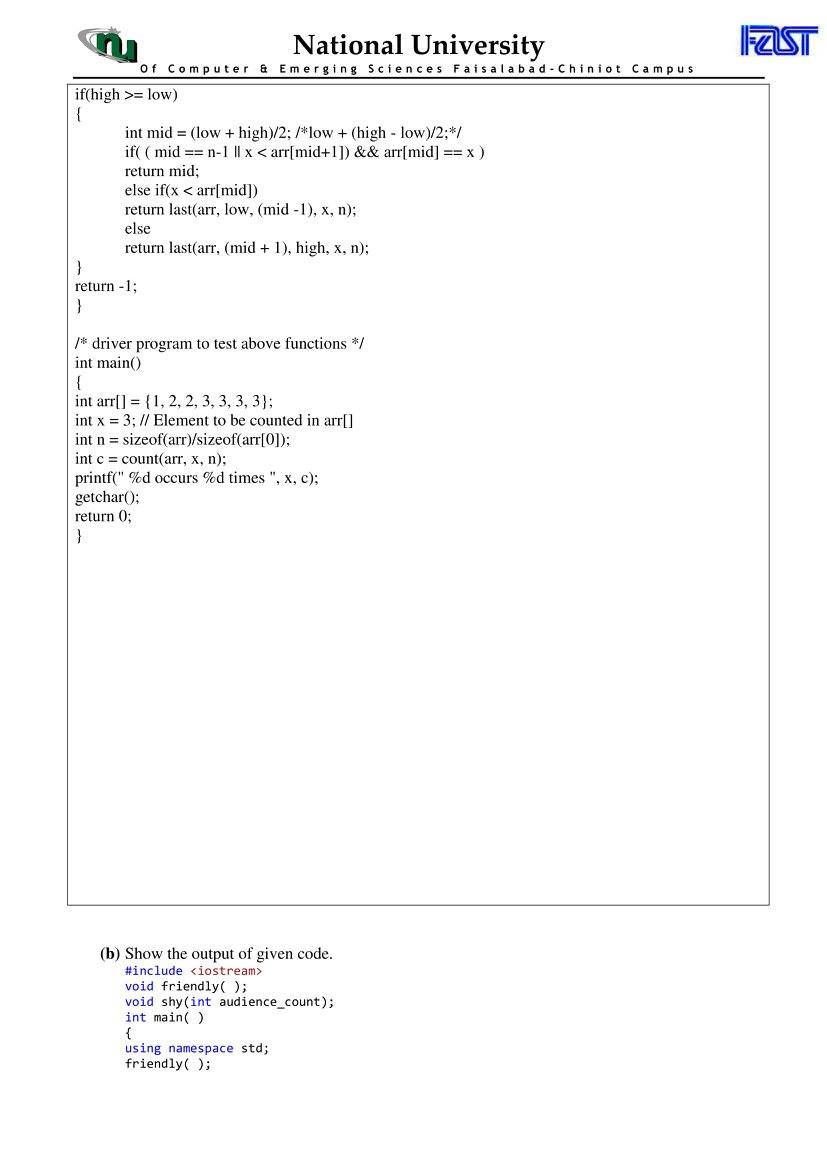 nu
National University
FAST
Of Computer & Emerging Sciences Faisalabad-Chiniot Campus
if(high >= low)
{
int mid = (low + high)/2; /*low + (high - low)/2;*/
if( ( mid == n-1 || x < arr[mid+1]) && arr[mid] == x )
return mid;
else if(x < arr[mid])
return last(arr, low, (mid -1), x, n);
else
return last(arr, (mid + 1), high, x, n);
}
return -1;
}
/* driver program to test above functions */
int main()
{
int arr[] = {1, 2, 2, 3, 3, 3, 3};
int x = 3; // Element to be counted in arr[]
int n = sizeof(arr)/sizeof(arr[0]);
int c = count(arr, x, n);
printf(" %d occurs %d times ", x, c);
getchar();
return 0;
}
(b) Show the output of given code.
#include <iostream>
void friendly( );
void shy(int audience_count);
int main( )
{
using namespace std;
friendly( );